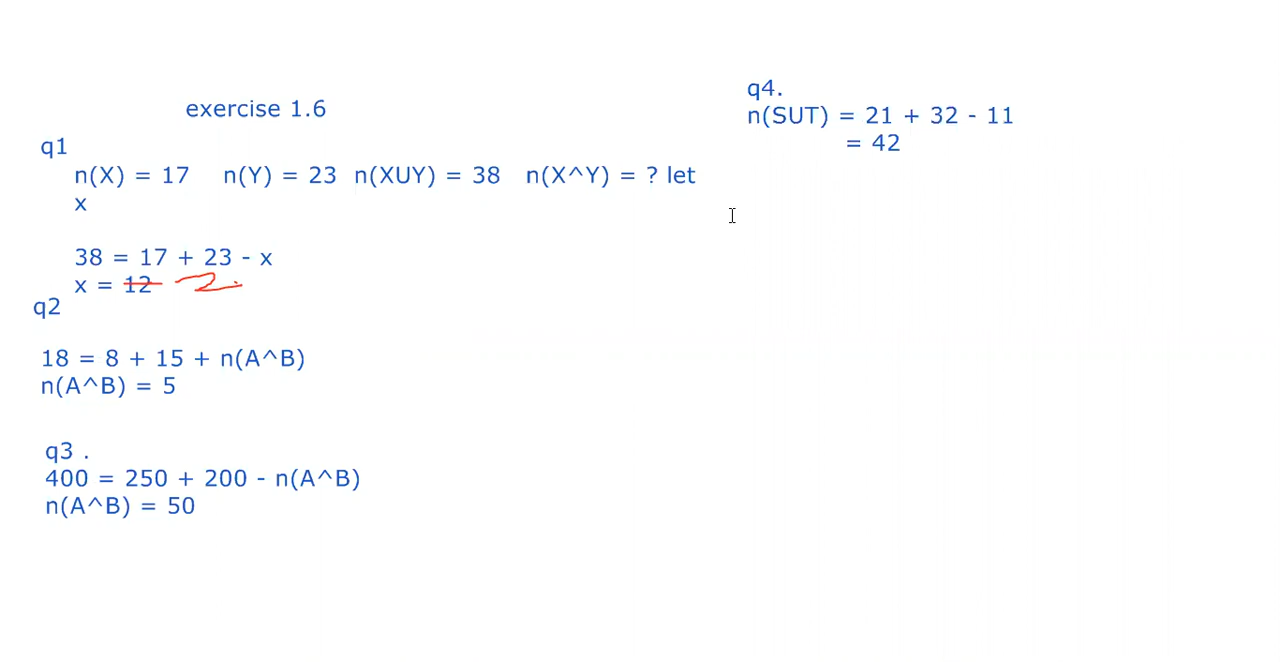 exercise 1.6
q1
n(X) = 17 n(Y) = 23 n(XUY) = 38 n(X^Y) = ? let
x
38 = 17 + 23 - x
x = 12 2.
q2
18 = 8 + 15 + n(A^B)
n(A^B) = 5
q3 .
400 = 250 + 200 - n(A^B)
n(A^B) = 50
q4.
n(SUT) = 21 + 32 - 11
= 42